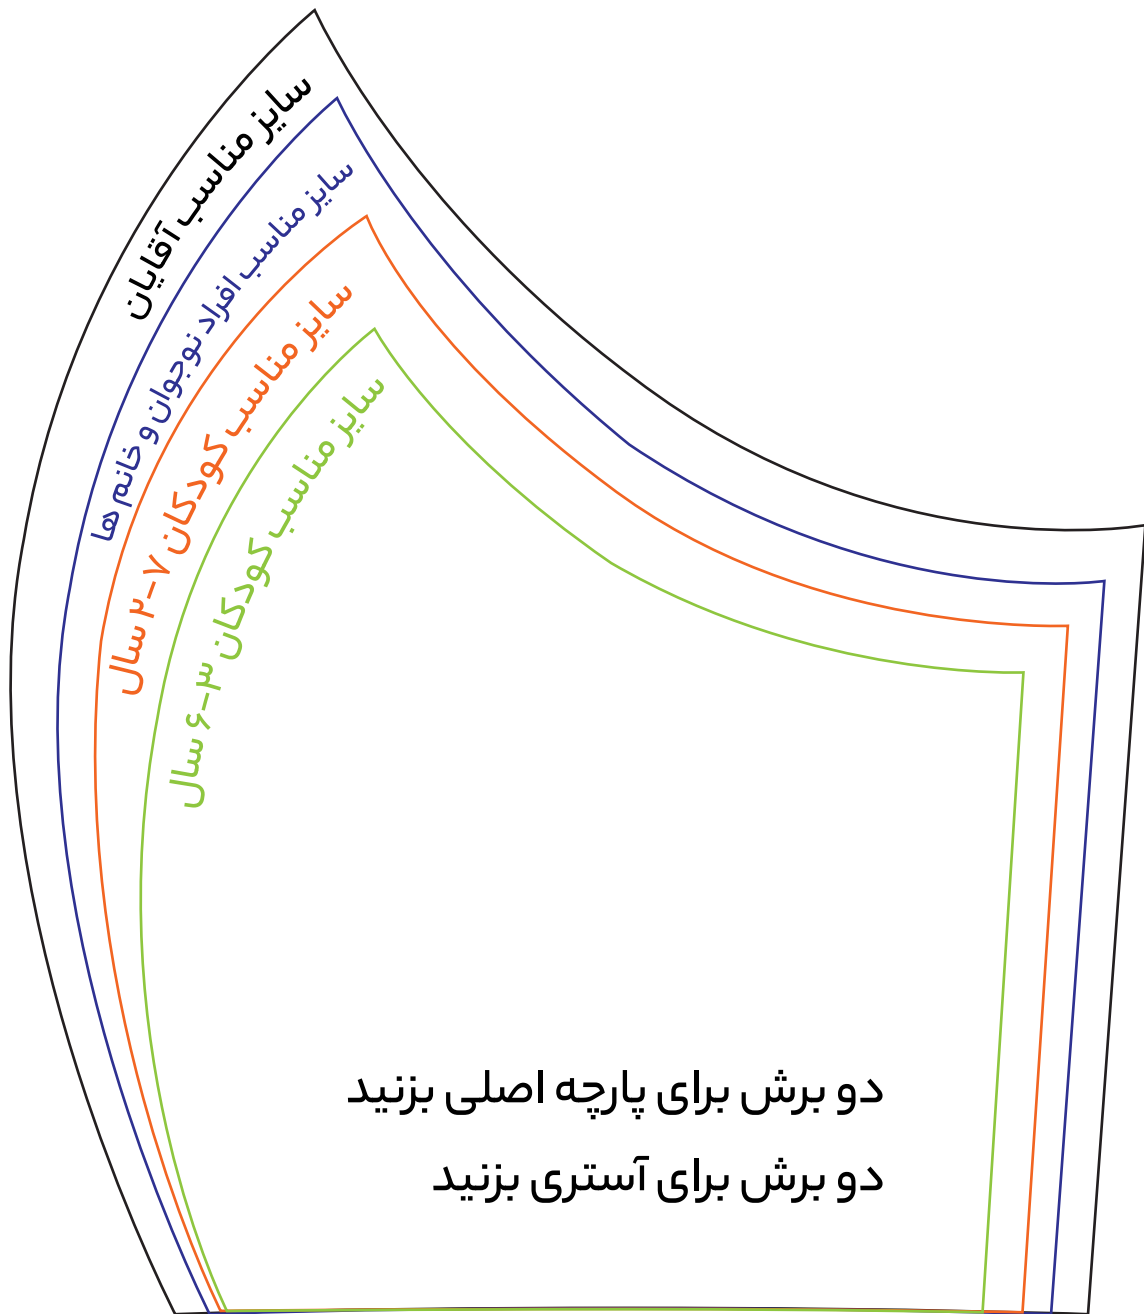 سایز مناسب آقایان
سایز مناسب افراد نوجوان و خانم ها
سایز مناسب کودکان ۷-۲ سال
سایز مناسب کودکان ۳-۶ سال
دو برش برای پارچه اصلی بزنید
دو برش برای آستری بزنید